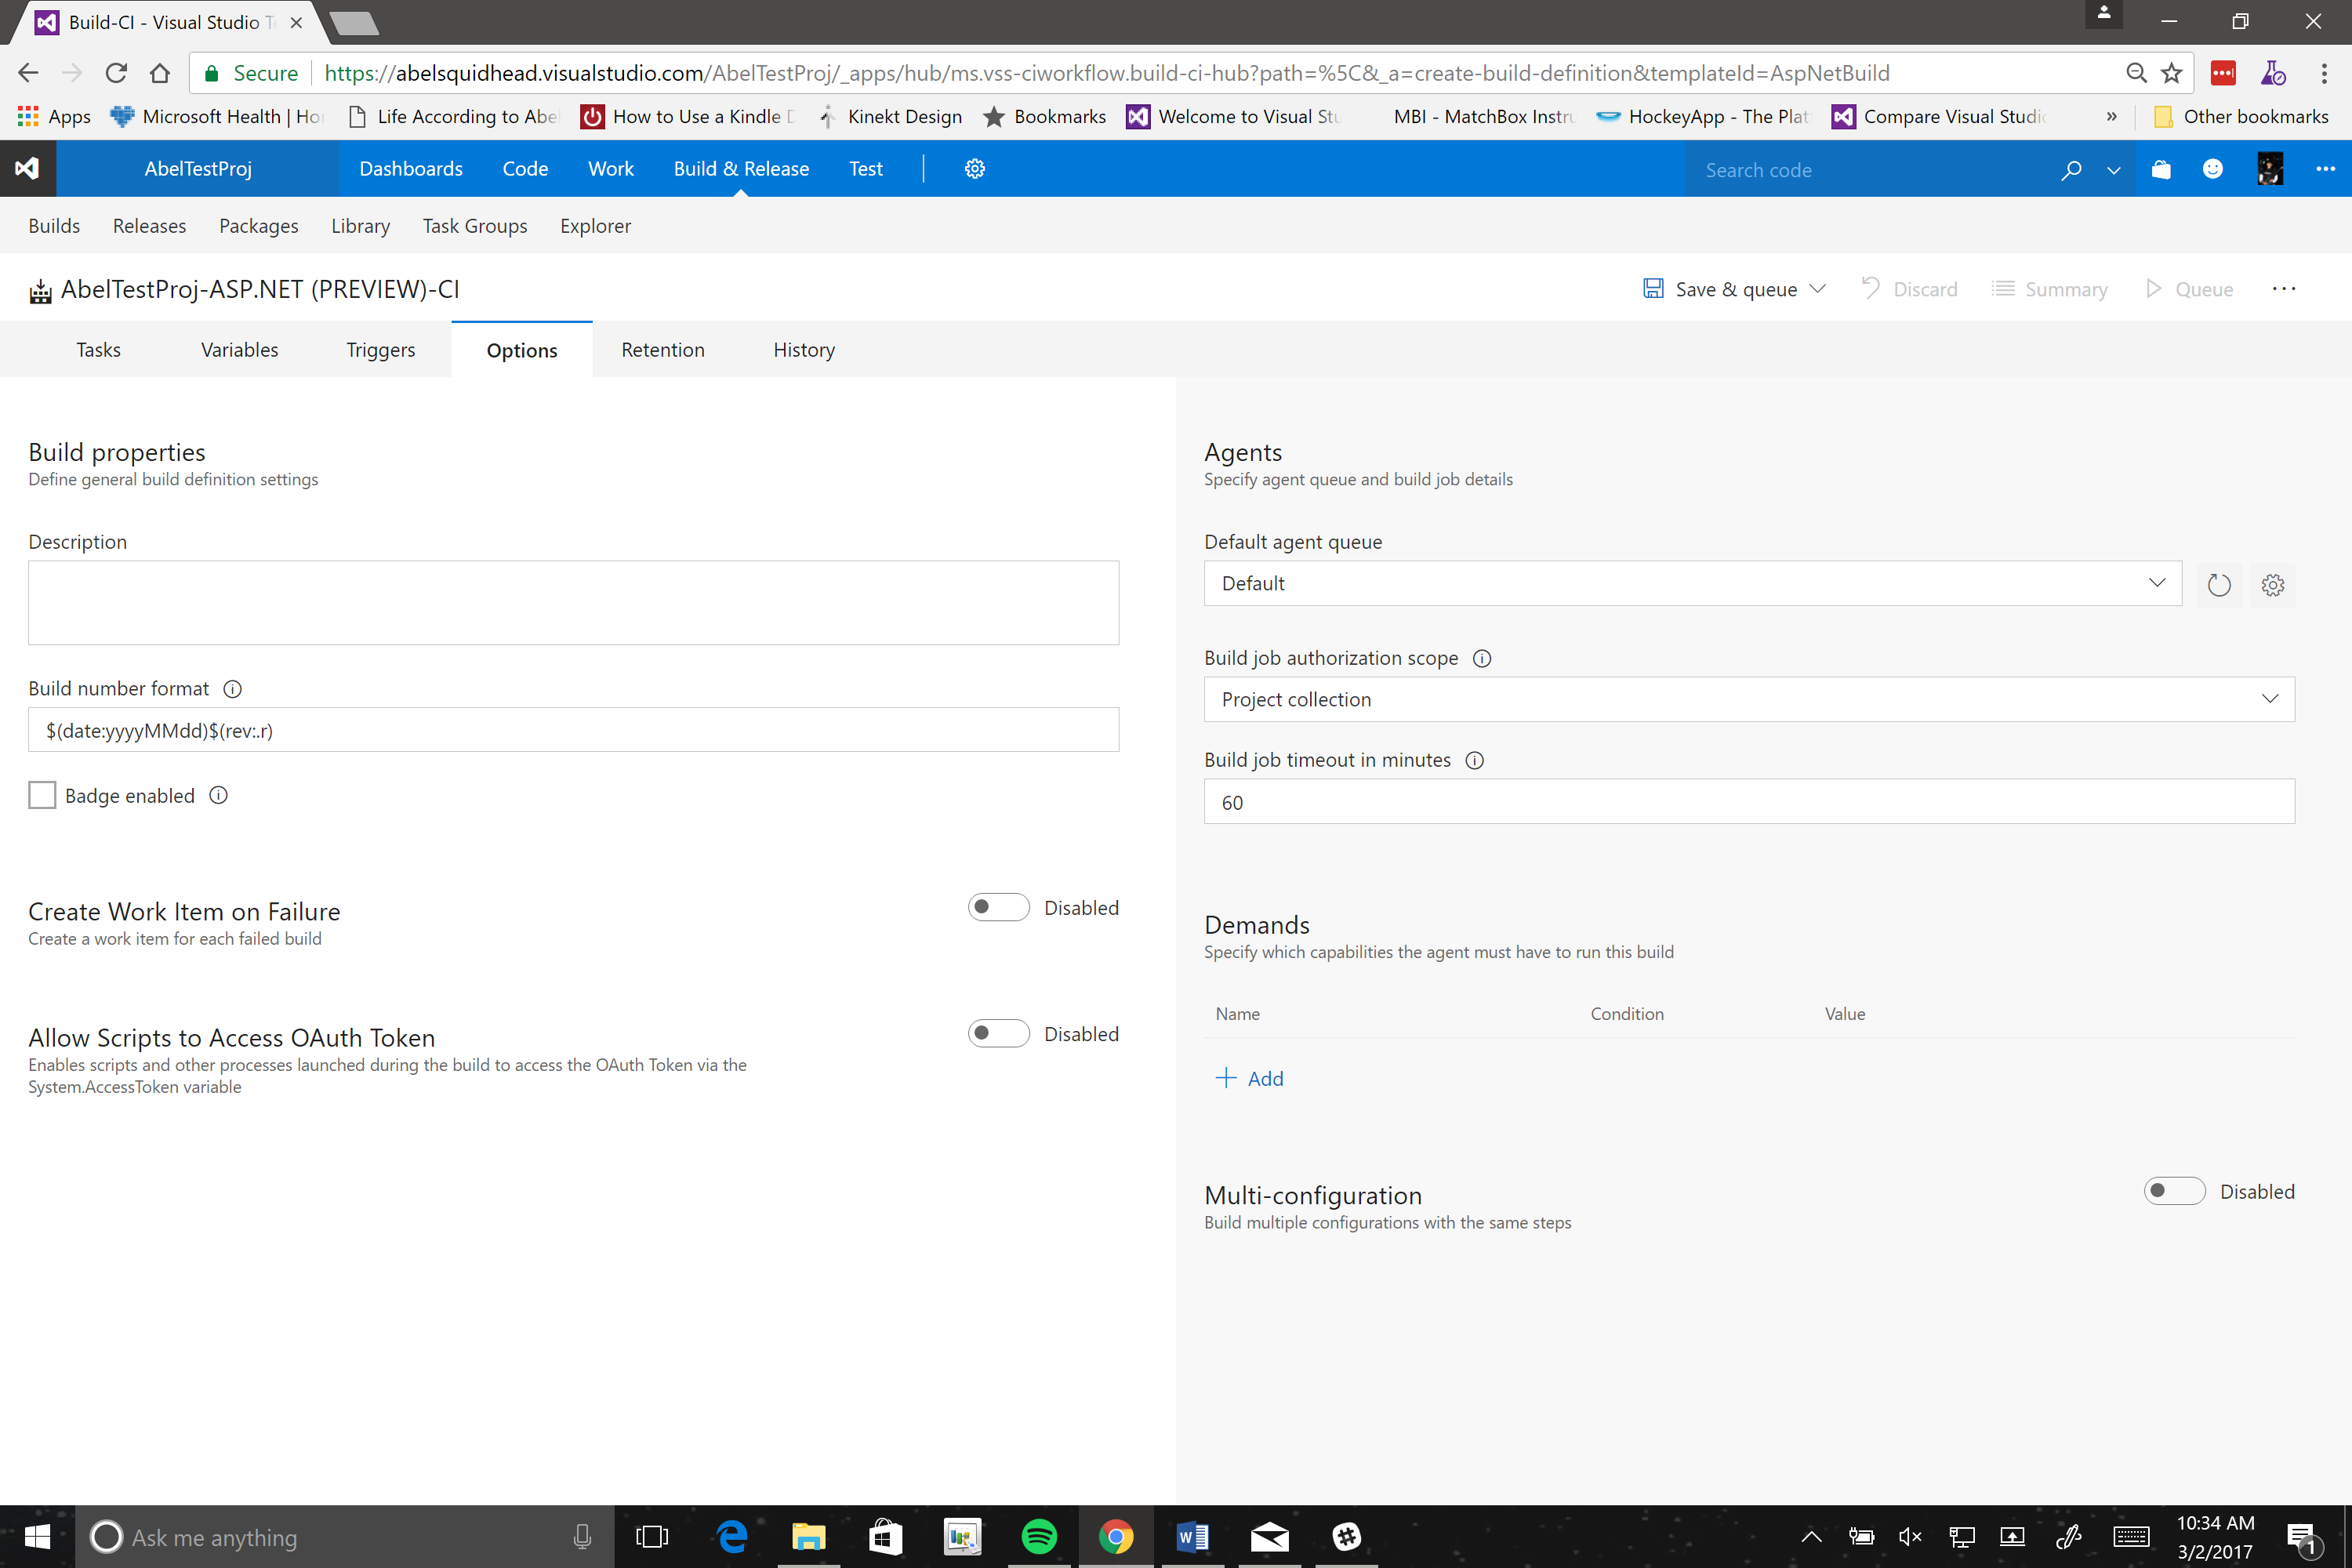 Build-CI - Visual Studio T
Secure https://abelsquidhead.visualstudio.com/AbelTestProj/_apps/hub/ms.vss-ciworkflow.build-ci-hub?path=%5C&_a=create-build-definition&templateId=AspNetBuild
Apps Microsoft Health | Ho Life According to Abe How to Use a Kindle D Kinekt Design Bookmarks Welcome to Visual Stu MBI - MatchBox Instru HockeyApp - The Plat Compare Visual Studio » Other bookmarks
AbelTestProj Dashboards Code Work Build & Release Test Search code
Builds Releases Packages Library Task Groups Explorer
AbelTestProj-ASP.NET (PREVIEW)-CI Save & queue Discard Summary Queue ...
Tasks Variables Triggers Options Retention History
Build properties
Define general build definition settings
Description
Build number format
$(date:yyyyMMdd)$(rev:.r)
Badge enabled
Create Work Item on Failure Disabled
Create a work item for each failed build
Allow Scripts to Access OAuth Token Disabled
Enables scripts and other processes launched during the build to access the OAuth Token via the
System.AccessToken variable
Agents
Specify agent queue and build job details
Default agent queue
Default
Build job authorization scope
Project collection
Build job timeout in minutes
60
Demands
Specify which capabilities the agent must have to run this build
Name Condition Value
+ Add
Multi-configuration Disabled
Build multiple configurations with the same steps
Ask me anything
10:34 AM
3/2/2017
1